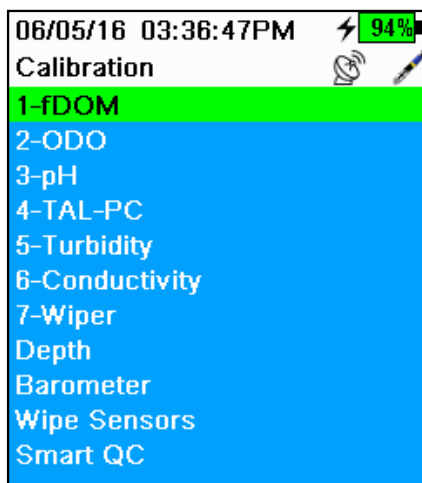 06/05/16 03:36:47PM 94%
Calibration
1-fDOM
2-ODO
3-pH
4-TAL-PC
5-Turbidity
6-Conductivity
7-Wiper
Depth
Barometer
Wipe Sensors
Smart QC